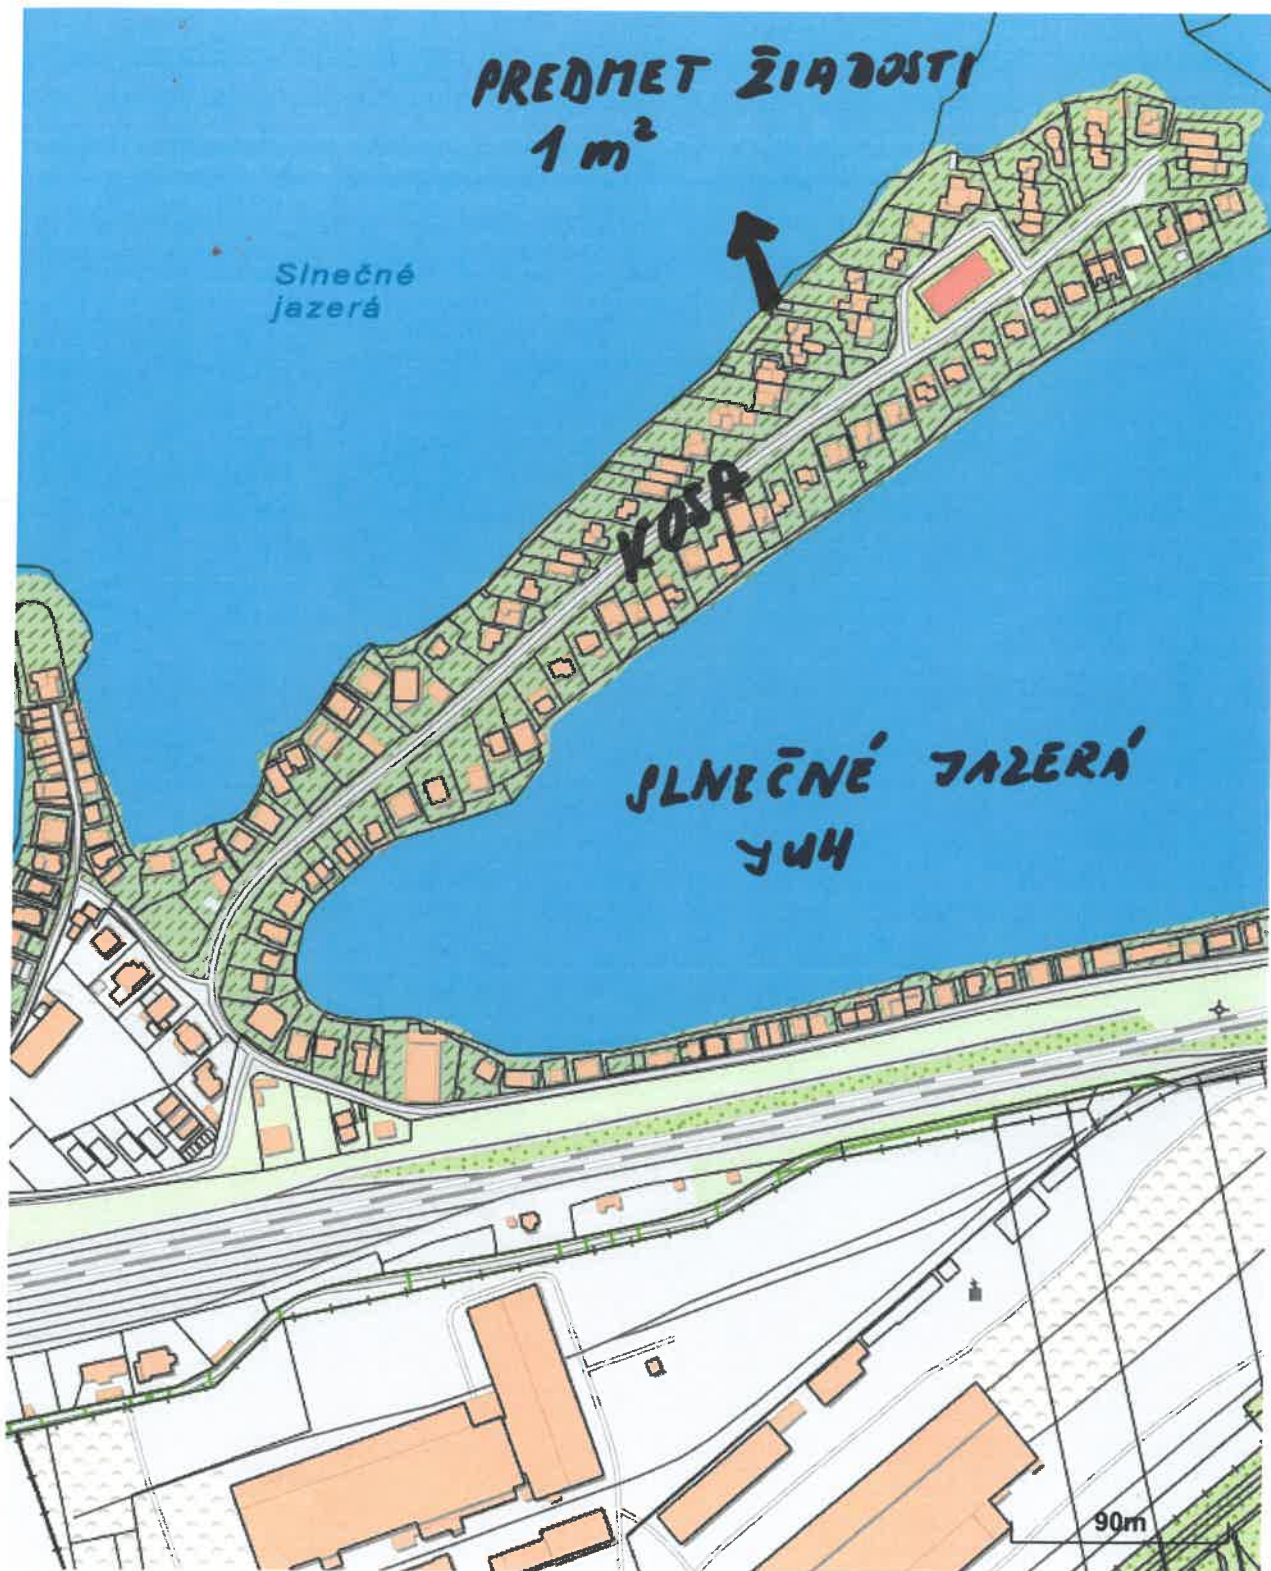 PREDMET ŽIADOSTI
1 m²
Slnečné
jazerá
KOSA
SLNEČNÉ JAZERÁ
JUH
90m